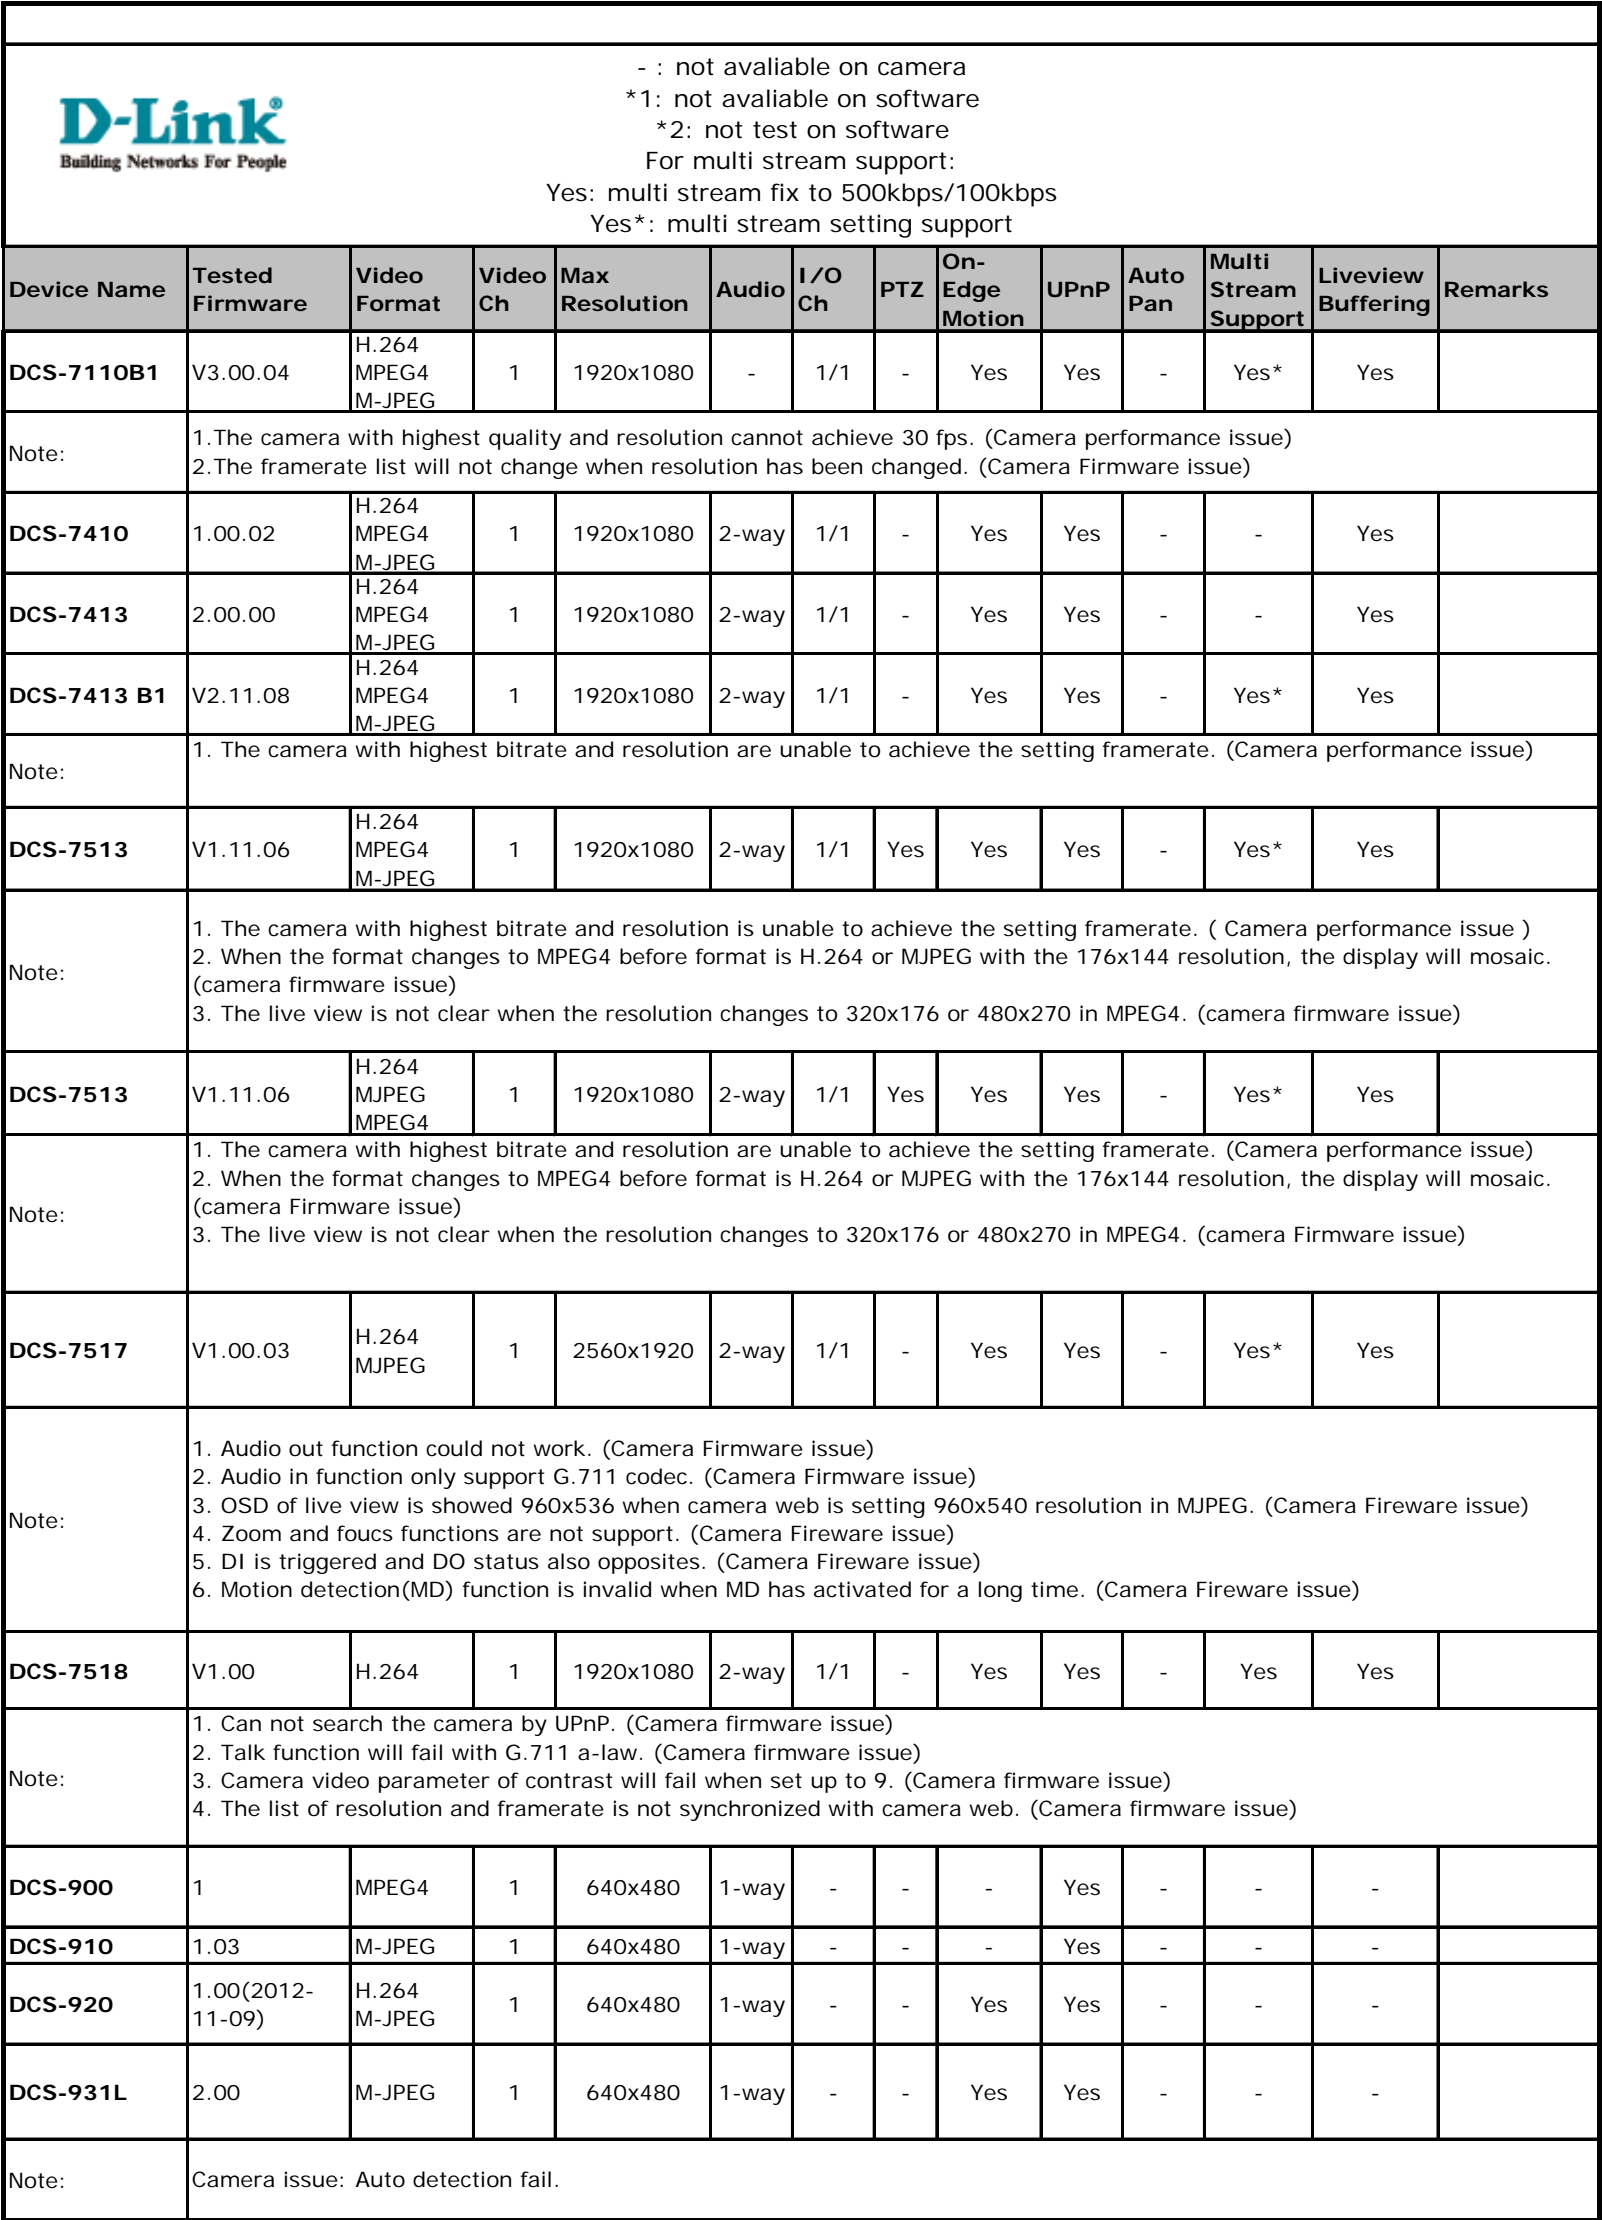 - : not avaliable on camera
*1: not avaliable on software
*2: not test on software
For multi stream support:
Yes: multi stream fix to 500kbps/100kbps
Yes*: multi stream setting support
D-Link®
Building Networks For People
Device Name Tested Firmware Video Format Video Ch Max Resolution Audio I/O Ch PTZ On-Edge Motion UPnP Auto Pan Multi Stream Support Liveview Buffering Remarks
DCS-7110B1 V3.00.04 H.264 MPEG4 M-JPEG 1 1920x1080 - 1/1 - Yes Yes - Yes* Yes
Note:
1.The camera with highest quality and resolution cannot achieve 30 fps. (Camera performance issue)
2.The framerate list will not change when resolution has been changed. (Camera Firmware issue)
DCS-7410 1.00.02 H.264 MPEG4 M-JPEG 1 1920x1080 2-way 1/1 - Yes Yes - - Yes
DCS-7413 2.00.00 H.264 MPEG4 M-JPEG 1 1920x1080 2-way 1/1 - Yes Yes - - Yes
DCS-7413 B1 V2.11.08 H.264 MPEG4 M-JPEG 1 1920x1080 2-way 1/1 - Yes Yes - Yes* Yes
Note:
1. The camera with highest bitrate and resolution are unable to achieve the setting framerate. (Camera performance issue)
DCS-7513 V1.11.06 H.264 MPEG4 M-JPEG 1 1920x1080 2-way 1/1 Yes Yes Yes - Yes* Yes
Note:
1. The camera with highest bitrate and resolution is unable to achieve the setting framerate. ( Camera performance issue )
2. When the format changes to MPEG4 before format is H.264 or MJPEG with the 176x144 resolution, the display will mosaic.
(camera firmware issue)
3. The live view is not clear when the resolution changes to 320x176 or 480x270 in MPEG4. (camera firmware issue)
DCS-7513 V1.11.06 H.264 MJPEG MPEG4 1 1920x1080 2-way 1/1 Yes Yes Yes - Yes* Yes
Note:
1. The camera with highest bitrate and resolution are unable to achieve the setting framerate. (Camera performance issue)
2. When the format changes to MPEG4 before format is H.264 or MJPEG with the 176x144 resolution, the display will mosaic.
(camera Firmware issue)
3. The live view is not clear when the resolution changes to 320x176 or 480x270 in MPEG4. (camera Firmware issue)
DCS-7517 V1.00.03 H.264 MJPEG 1 2560x1920 2-way 1/1 - Yes Yes - Yes* Yes
Note:
1. Audio out function could not work. (Camera Firmware issue)
2. Audio in function only support G.711 codec. (Camera Firmware issue)
3. OSD of live view is showed 960x536 when camera web is setting 960x540 resolution in MJPEG. (Camera Fireware issue)
4. Zoom and foucs functions are not support. (Camera Fireware issue)
5. DI is triggered and DO status also opposites. (Camera Fireware issue)
6. Motion detection(MD) function is invalid when MD has activated for a long time. (Camera Fireware issue)
DCS-7518 V1.00 H.264 1 1920x1080 2-way 1/1 - Yes Yes - Yes Yes
Note:
1. Can not search the camera by UPnP. (Camera firmware issue)
2. Talk function will fail with G.711 a-law. (Camera firmware issue)
3. Camera video parameter of contrast will fail when set up to 9. (Camera firmware issue)
4. The list of resolution and framerate is not synchronized with camera web. (Camera firmware issue)
DCS-900 1 MPEG4 1 640x480 1-way - - - Yes - - -
DCS-910 1.03 M-JPEG 1 640x480 1-way - - - Yes - - -
DCS-920 1.00(2012-11-09) H.264 M-JPEG 1 640x480 1-way - - Yes Yes - - -
DCS-931L 2.00 M-JPEG 1 640x480 1-way - - Yes Yes - - -
Note:
Camera issue: Auto detection fail.